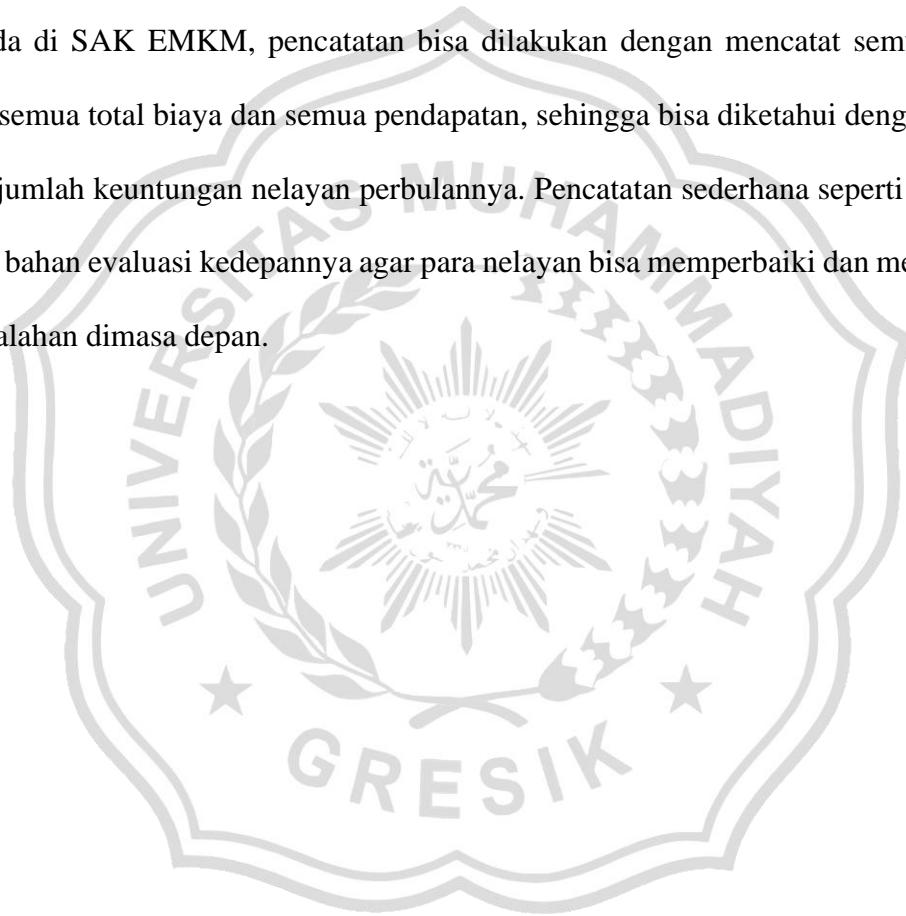 da di SAK EMKM, pencatatan bisa dilakukan dengan mencatat sem
semua total biaya dan semua pendapatan, sehingga bisa diketahui deng
jumlah keuntungan nelayan perbulannya. Pencatatan sederhana seperti
bahan evaluasi kedepannya agar para nelayan bisa memperbaiki dan me
alahan dimasa depan.
UNIVERSITAS MUHAMMADIYAH
محمد
GRESIK